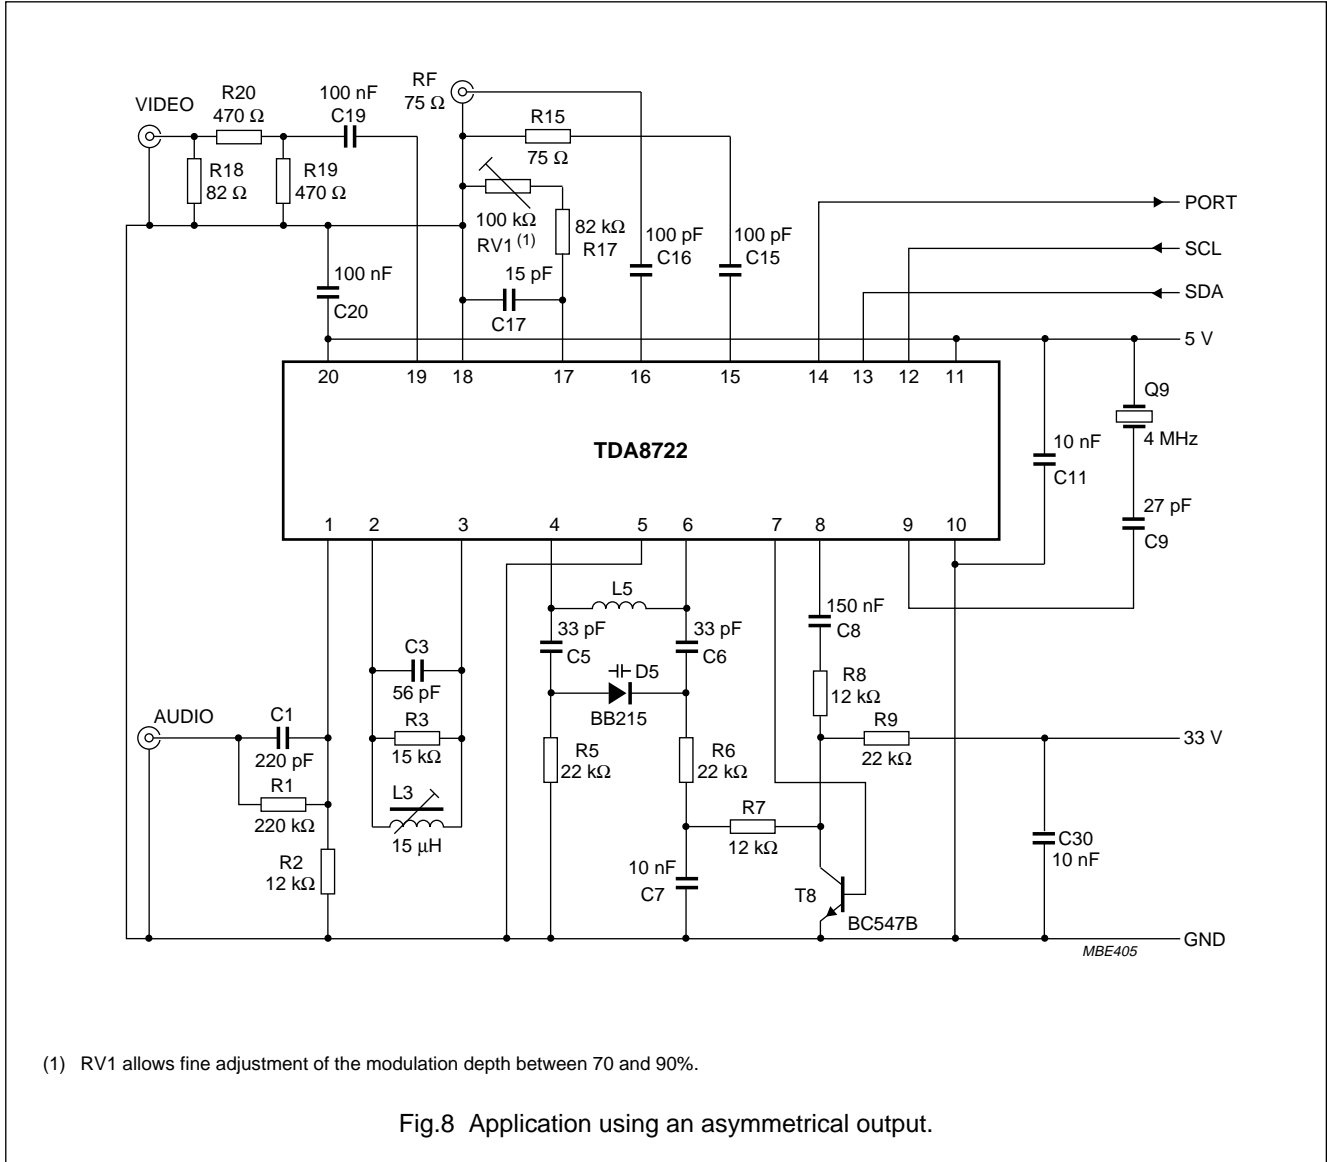 VIDEO
R20
470 Ω
100 nF
C19
RF
75 Ω
R15
75 Ω
R18
82 Ω
R19
470 Ω
100 kΩ
RV1 (1)
82 kΩ
R17
100 pF
C16
100 pF
C15
PORT
SCL
SDA
5 V
100 nF
C20
15 pF
C17
20 19 18 17 16 15 14 13 12 11
TDA8722
Q9
4 MHz
10 nF
C11
27 pF
C9
1 2 3 4 5 6 7 8 9 10
L5
33 pF
C5
33 pF
C6
150 nF
C8
C3
56 pF
D5
BB215
R8
12 kΩ
AUDIO
C1
220 pF
R3
15 kΩ
R5
22 kΩ
R6
22 kΩ
R9
22 kΩ
33 V
R1
220 kΩ
L3
15 μH
R7
12 kΩ
R2
12 kΩ
10 nF
C7
T8
BC547B
C30
10 nF
GND
MBE405
(1) RV1 allows fine adjustment of the modulation depth between 70 and 90%.
Fig.8 Application using an asymmetrical output.